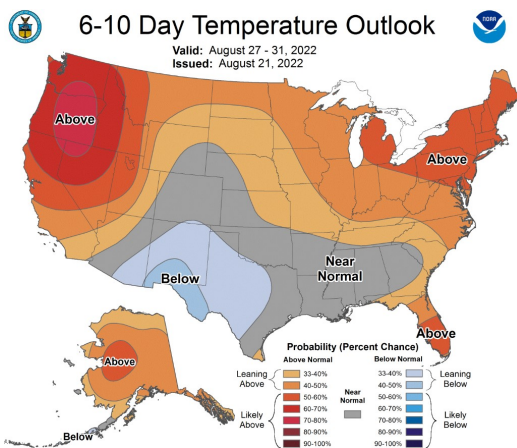 6-10 Day Temperature Outlook
NOAA
Valid: August 27 - 31, 2022
Issued: August 21, 2022
Above
Above
Near
Normal
Below
Above
Above
Below
Probability (Percent Chance)
Above Normal
Below Normal
Leaning
Above
33-40%
40-50%
33-40%
40-50%
Leaning
Below
Likely
Above
50-60%
60-70%
70-80%
80-90%
90-100%
Near
Normal
50-60%
60-70%
70-80%
80-90%
90-100%
Likely
Below